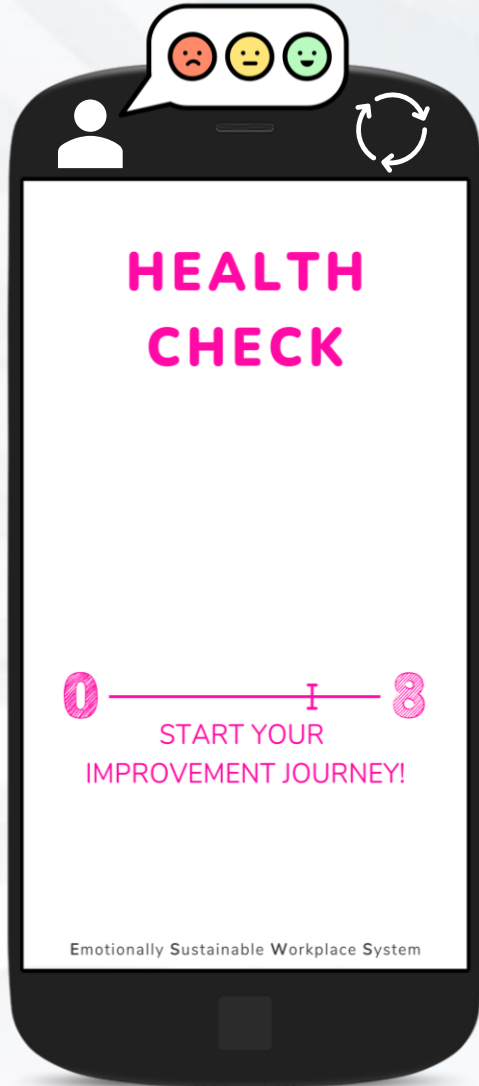 HEALTH
CHECK
0 8
START YOUR
IMPROVEMENT JOURNEY!
Emotionally Sustainable Workplace System